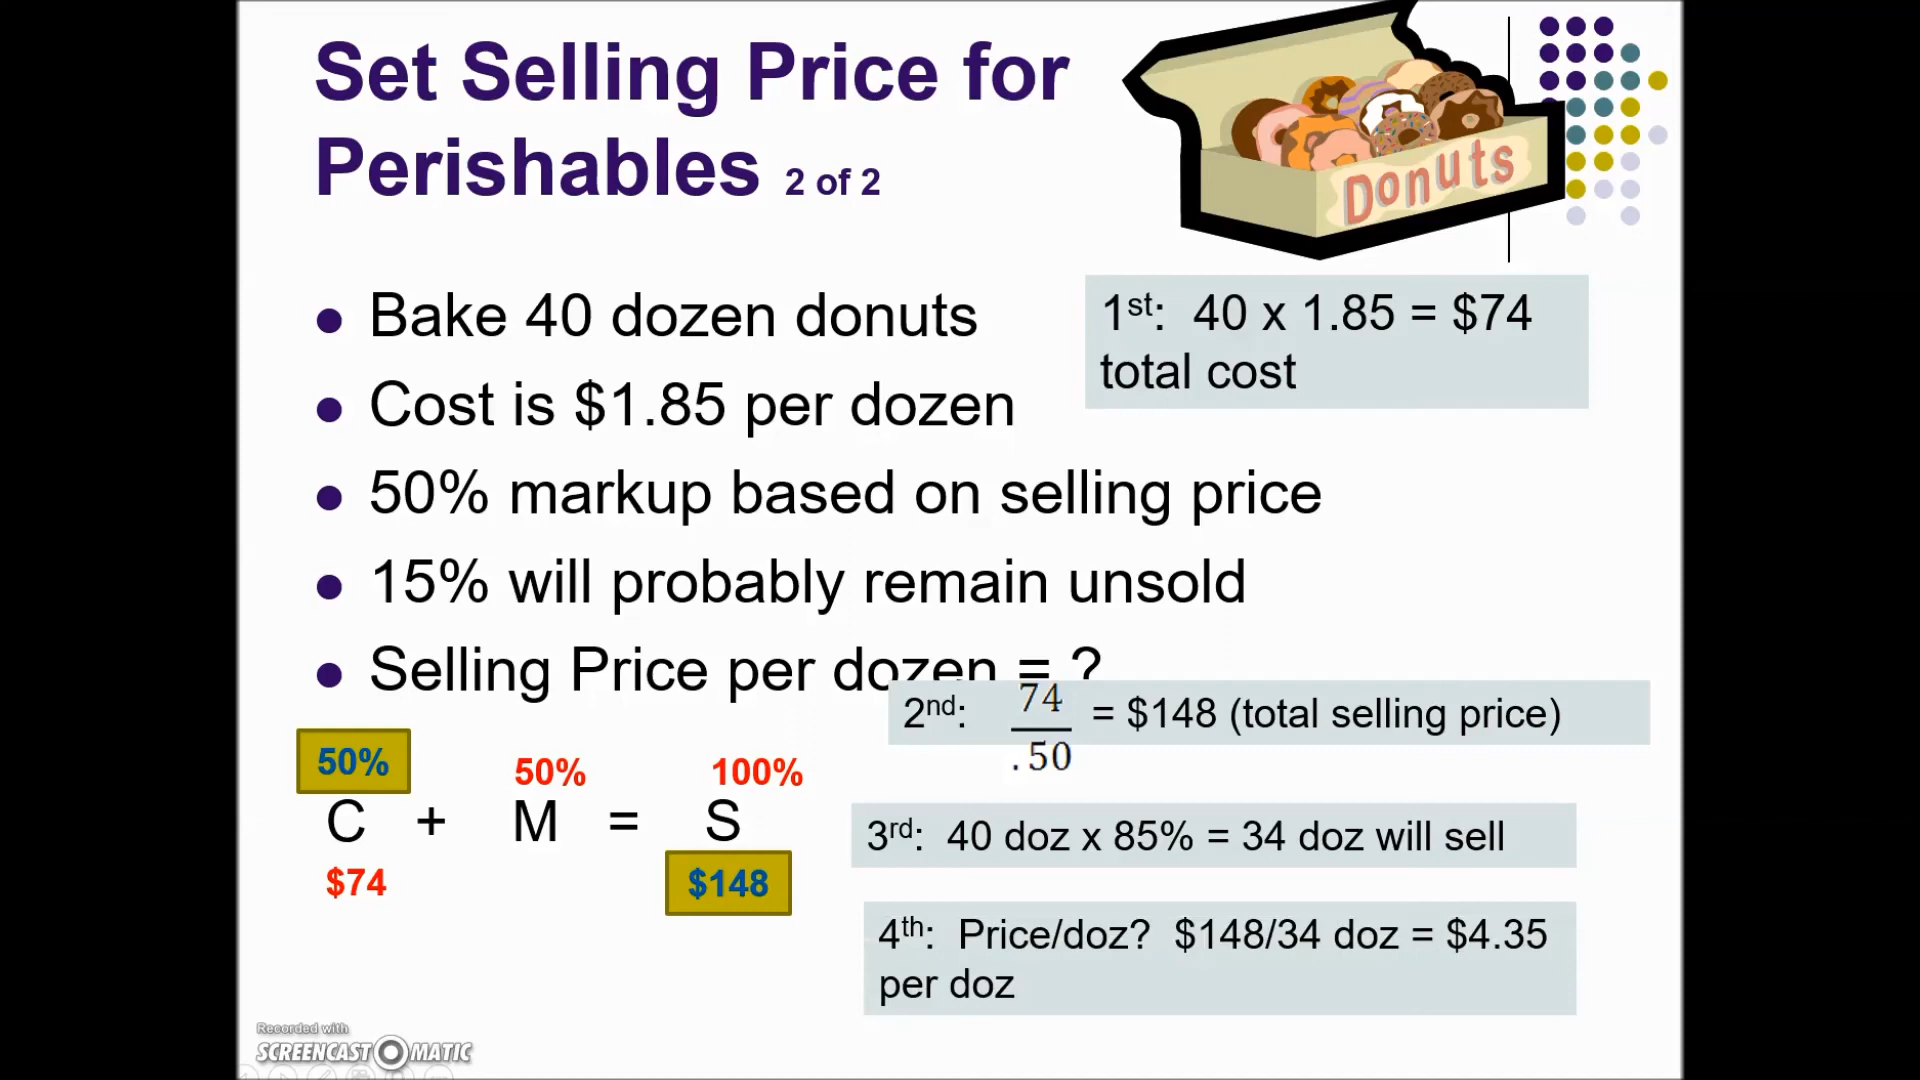 Set Selling Price for
Perishables 2 of 2
Donuts
Bake 40 dozen donuts
Cost is $1.85 per dozen
50% markup based on selling price
15% will probably remain unsold
Selling Price per dozen = ?
1st: 40 x 1.85 = $74
total cost
2nd: 74/.50 = $148 (total selling price)
50% 50% 100%
C + M = S
$74 $148
3rd: 40 doz x 85% = 34 doz will sell
4th: Price/doz? $148/34 doz = $4.35
per doz
Recorded with
SCREENCAST-O-MATIC